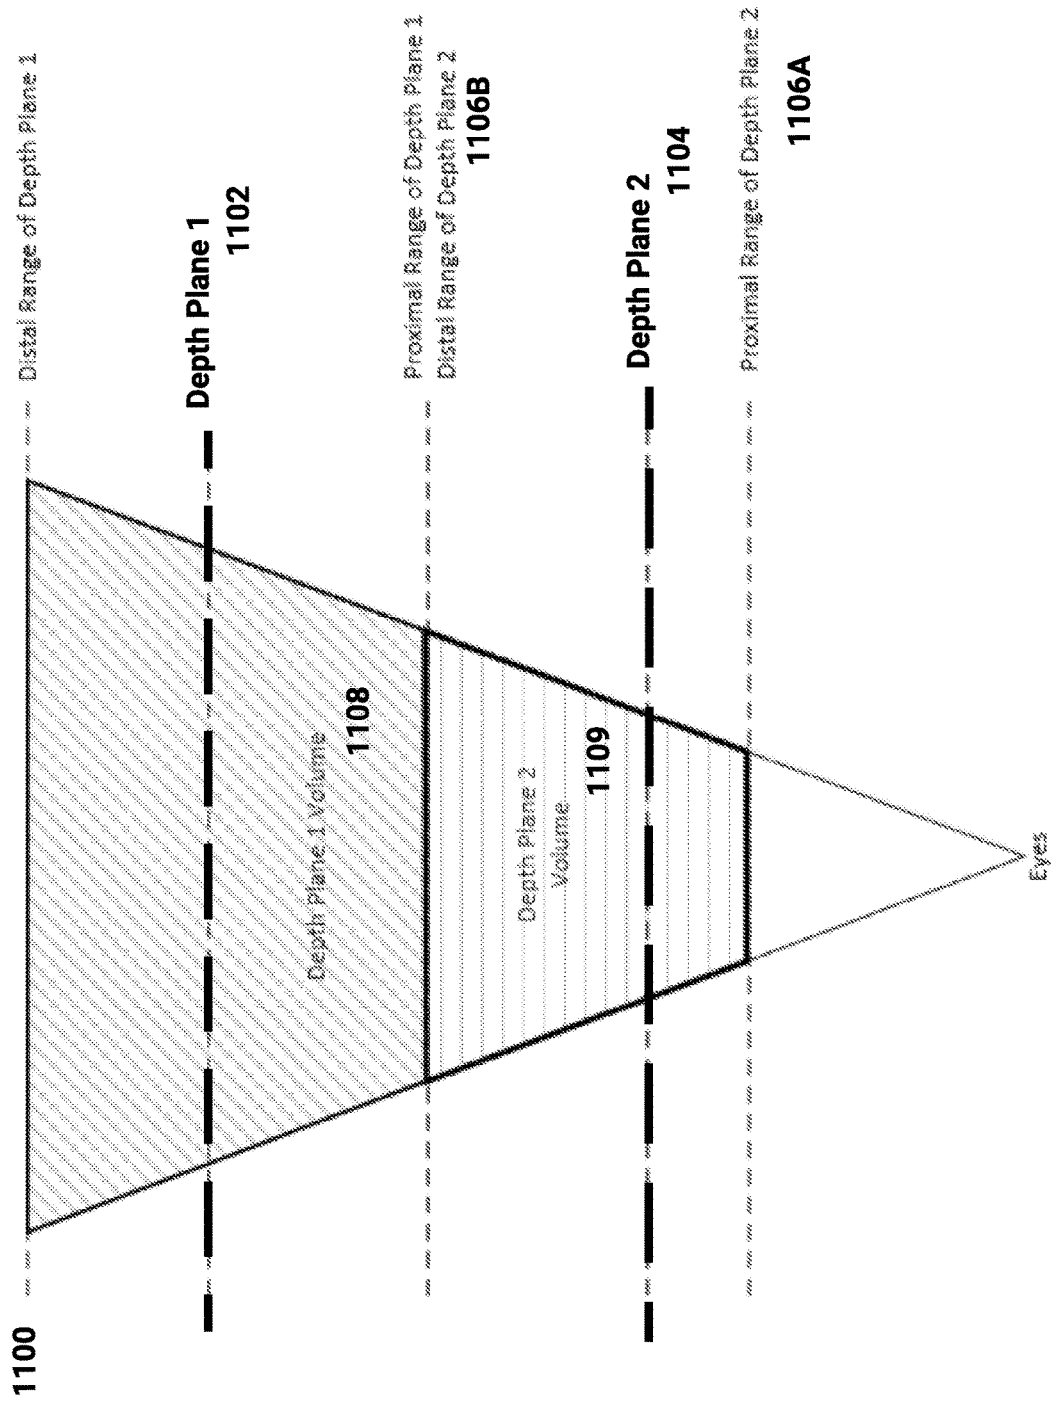 1100
Distal Range of Depth Plane 1
Depth Plane 1
1102
Depth Plane 1 Volume
1108
Proximal Range of Depth Plane 1
Distal Range of Depth Plane 2
1106B
Depth Plane 2
Volume
1109
Depth Plane 2
1104
Proximal Range of Depth Plane 2
1106A
Eyes